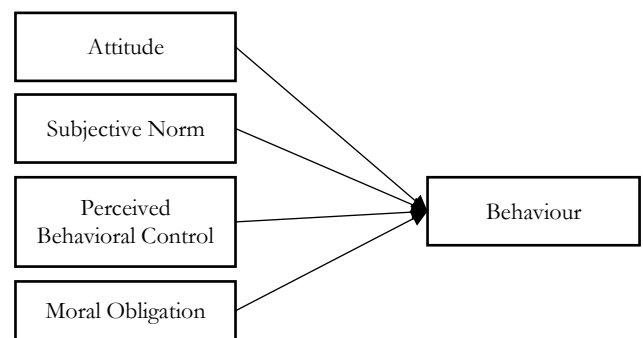 Attitude
Subjective Norm
Perceived
Behavioral Control
Moral Obligation
Behaviour